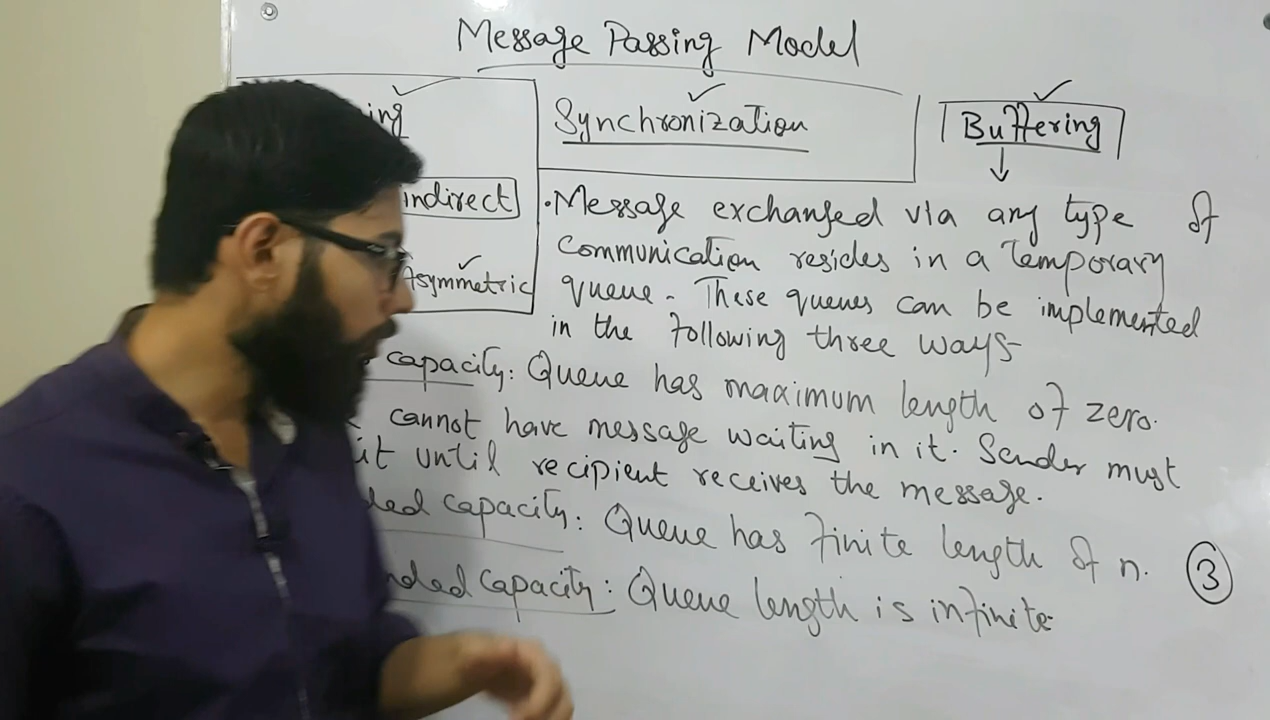 Message Passing Model
ing
Synchronization
Buffering
indirect
Asymmetric
• Message exchanged via any type of
communication resides in a temporary
queue. These queues can be implemented
in the following three ways-
capacity: Queue has maximum length of zero.
cannot have message waiting in it. Sender must
it until recipient receives the message.
ded capacity: Queue has finite length of n.
3
nded capacity: Queue length is infinite